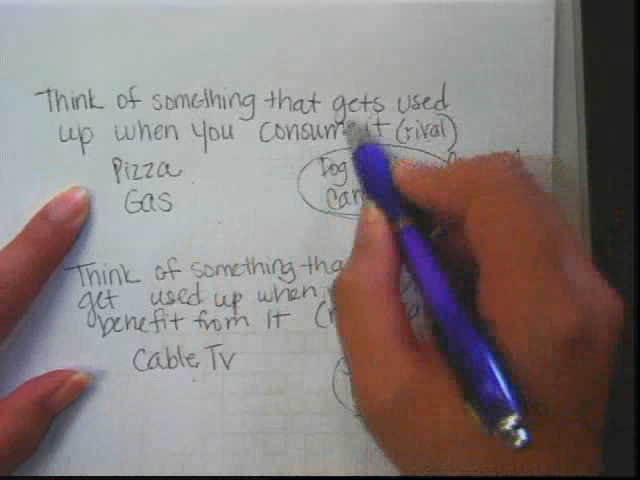 Think of something that gets used
up when you consume it (rival)
Pizza
Dog
Gas
Think of something
get used up when
benefit from it
Cable Tv